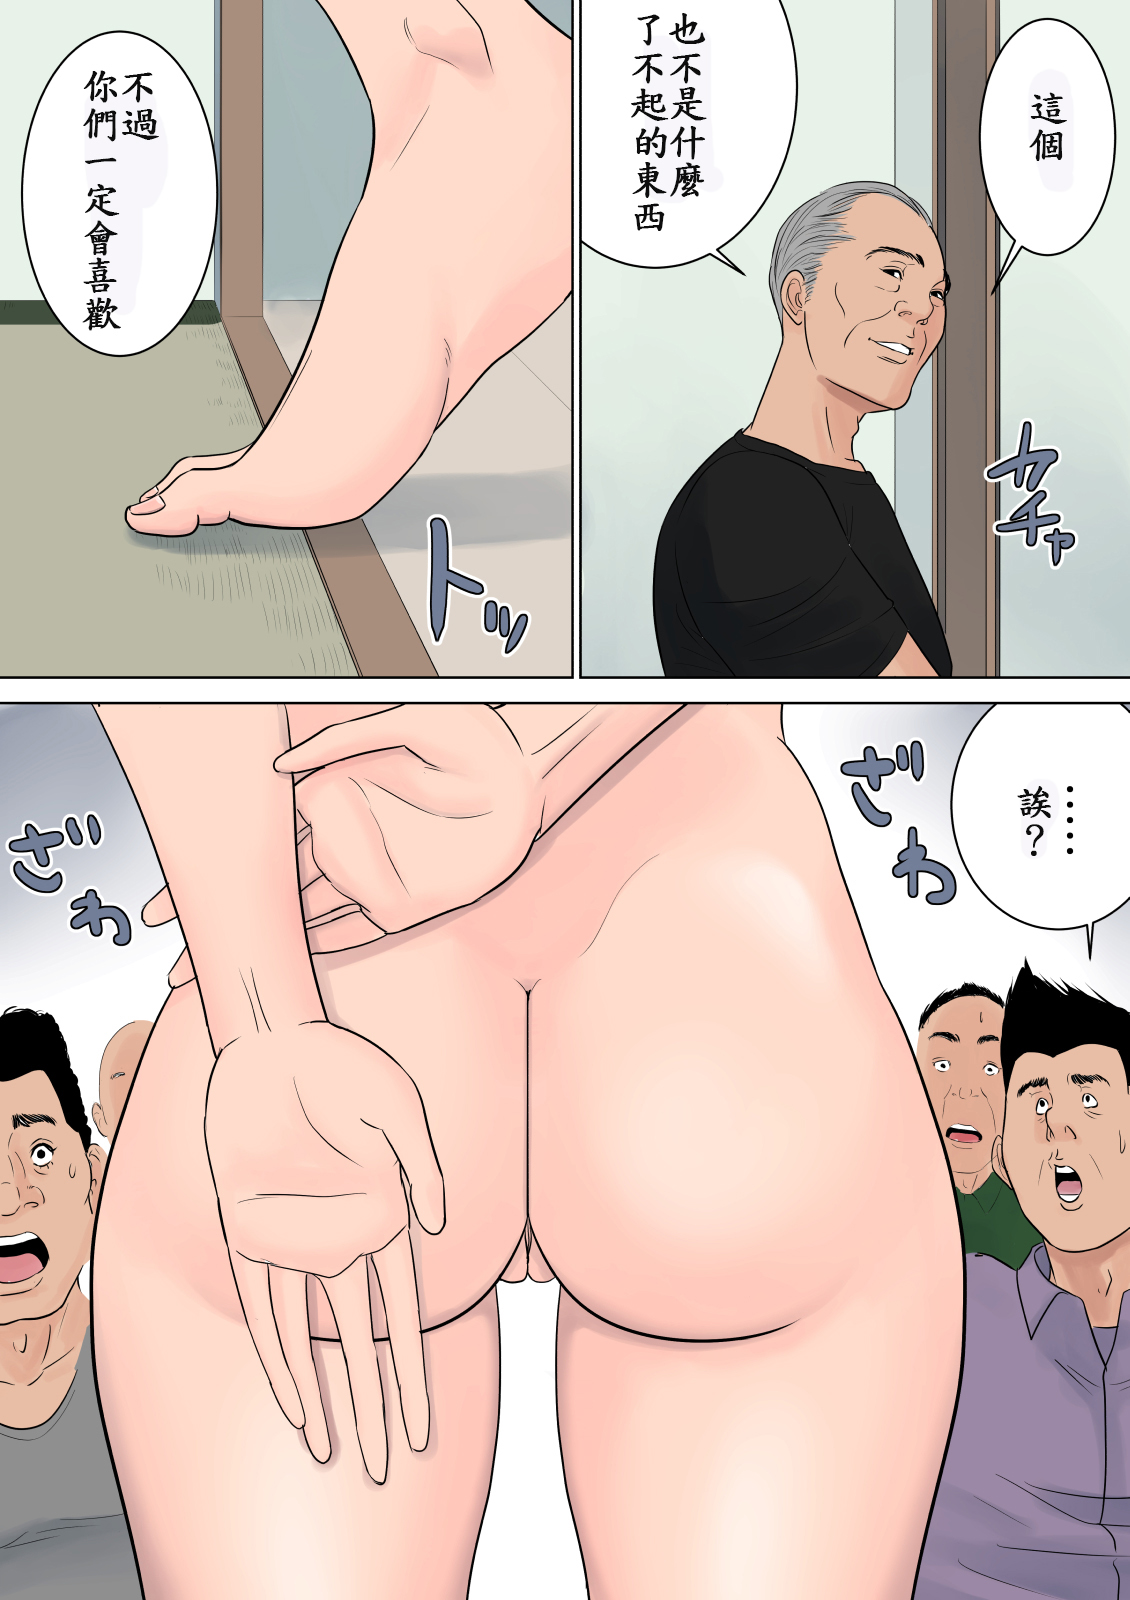 這個
也不是什麼
了不起的東西
カチャ
不過
你們一定會喜歡
トッ
……
誒？
ざわ
ざわ